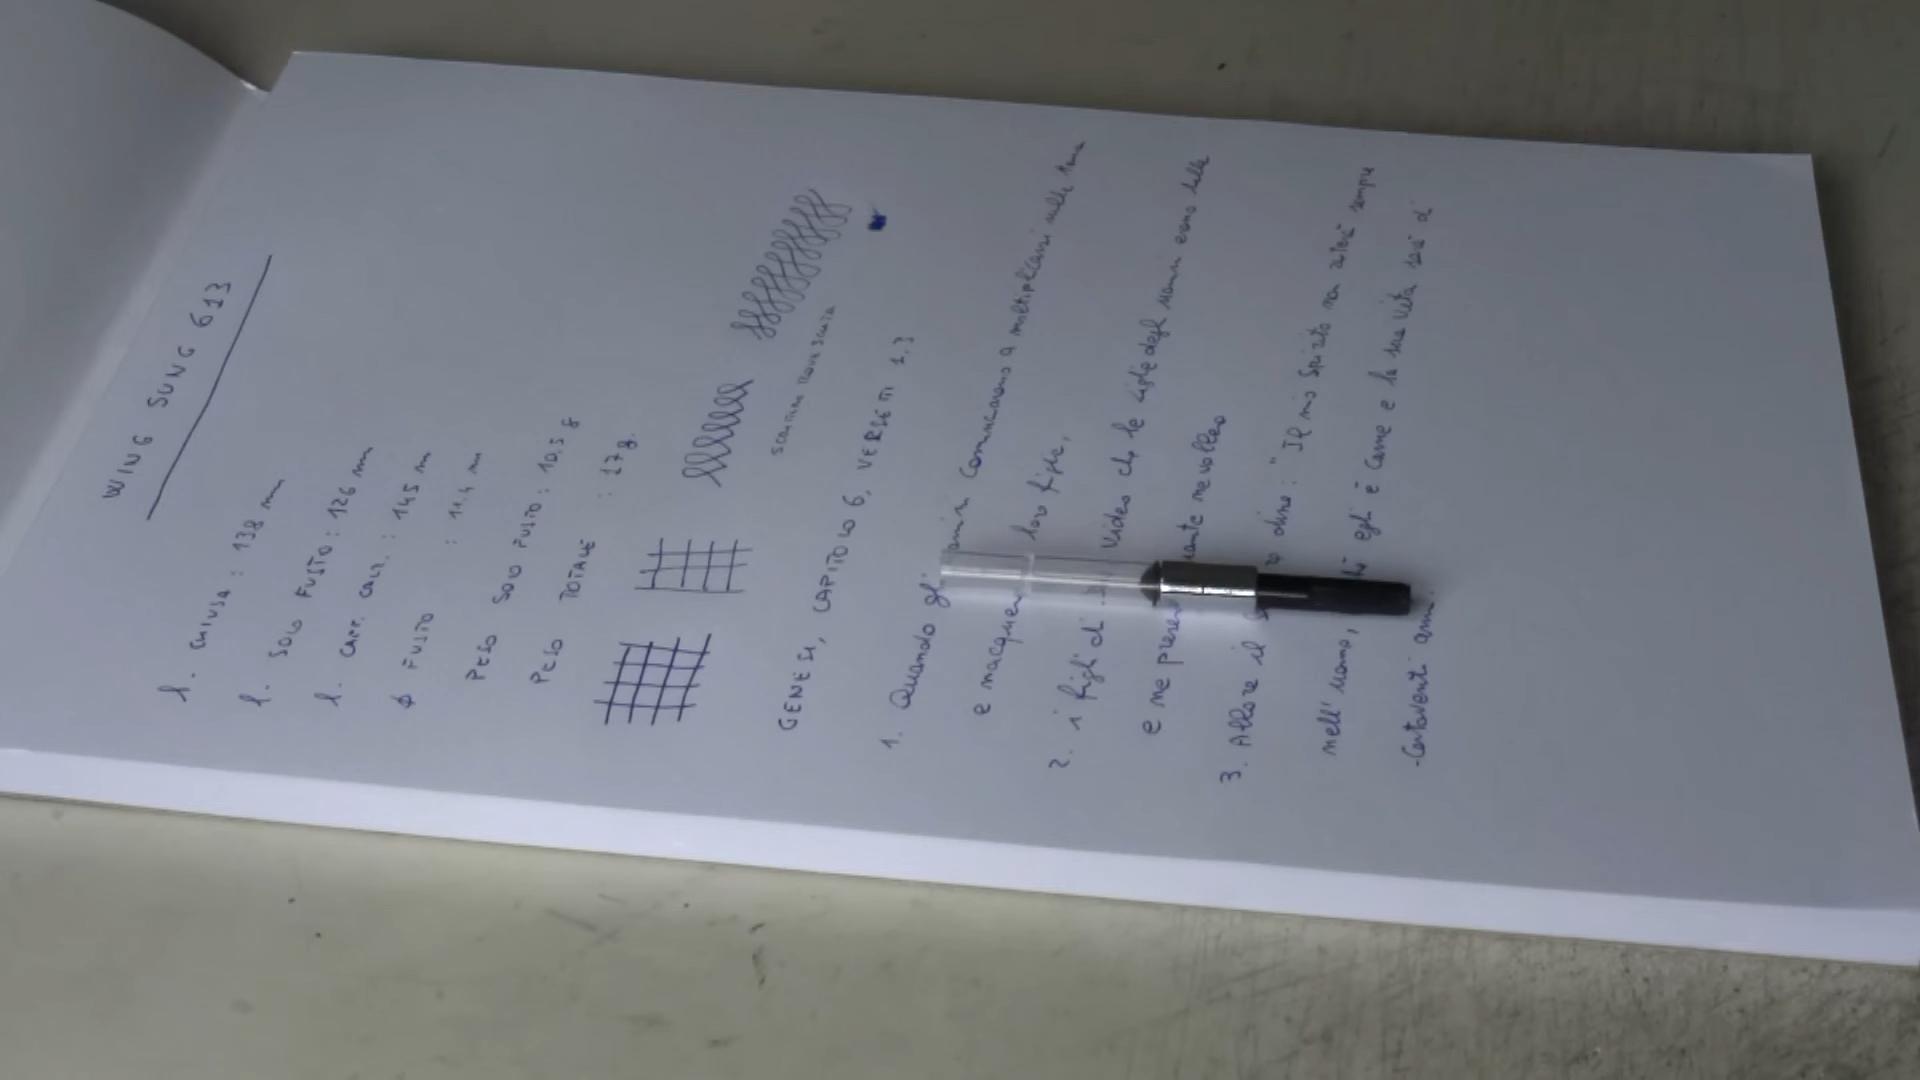 WING SUNG 613
l. CHIUSA : 138 mm
l. SOLO FUSTO : 126 mm
l. CAPP. CALZ. : 145 mm
ϕ FUSTO : 11.4 mm
PESO SOLO FUSTO : 10.5 g
PESO TOTALE : 17 g.
SCRITTURA ROVESCIATA
GENESI, CAPITOLO 6, VERSETTI 1.3
1. Quando gli cominciarono a moltiplicarsi sulla terra
e nacquero loro figlie,
2. i figli di videro che le figlie degli uomini erano belle
e ne presero quante ne vollero
3. Allora il disse: "Il mio Spirito non resterà sempre
nell'uomo, egli è carne e la sua vita sarà di
-centoventi anni.